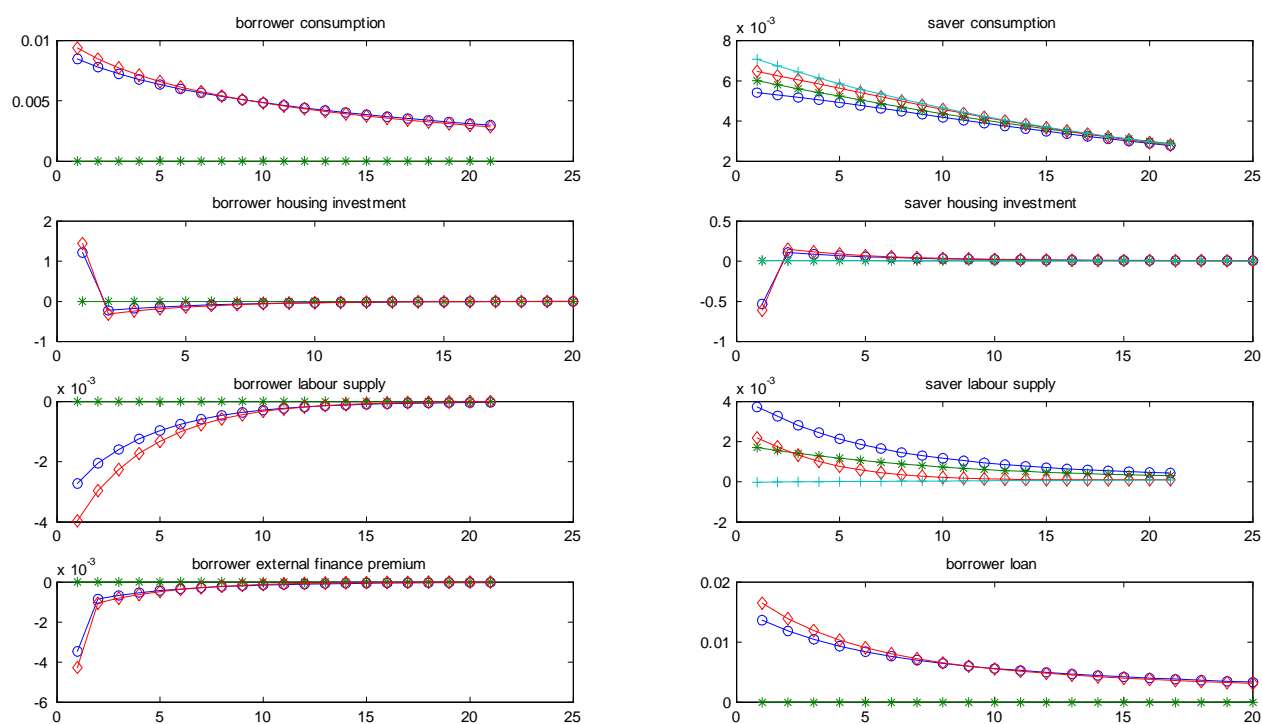 borrower consumption
0.01
0.005
0
0 5 10 15 20 25
saver consumption
x 10-3
8
6
4
2
0 5 10 15 20 25
borrower housing investment
2
1
0
-1
0 5 10 15 20
saver housing investment
0.5
0
-0.5
-1
0 5 10 15 20 25
borrower labour supply
x 10-3
0
-2
-4
0 5 10 15 20 25
saver labour supply
x 10-3
4
2
0
-2
0 5 10 15 20 25
borrower external finance premium
x 10-3
0
-2
-4
-6
0 5 10 15 20 25
borrower loan
0.02
0.01
0
0 5 10 15 20